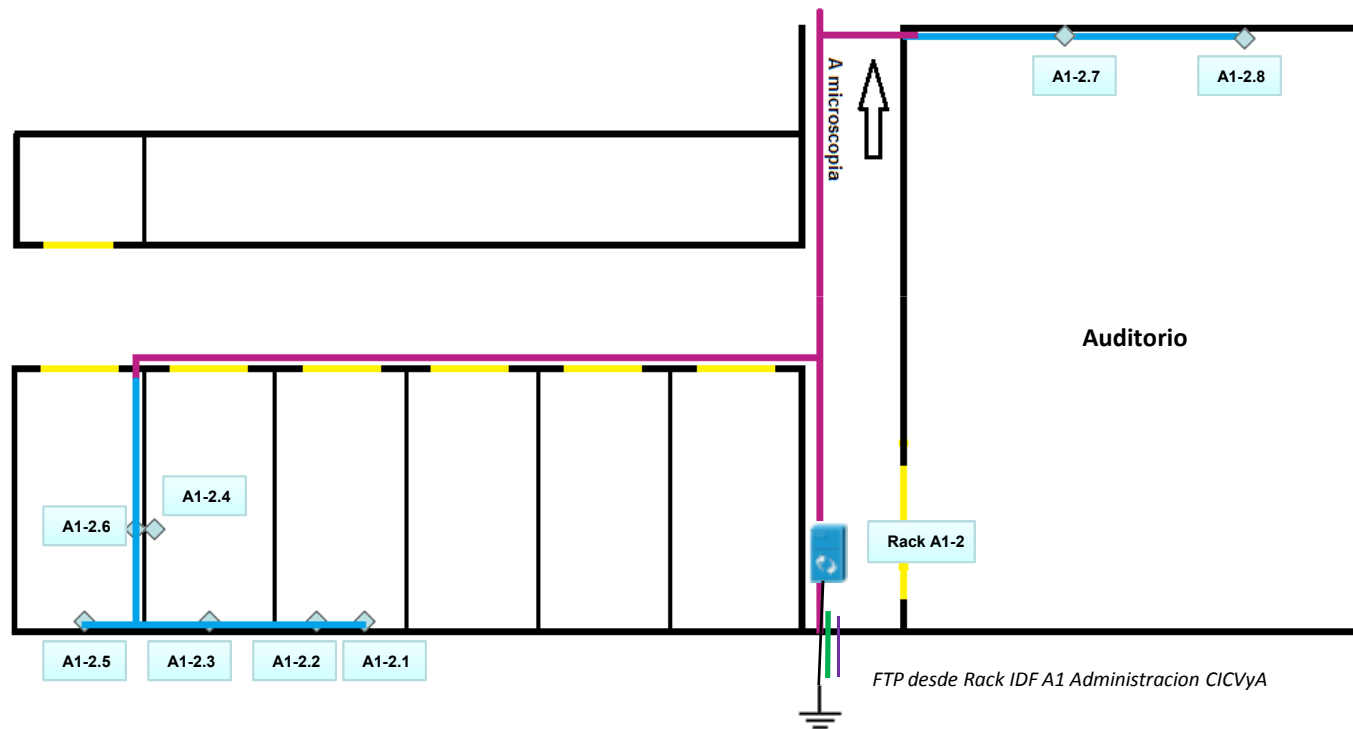 A microscopia
A1-2.7
A1-2.8
Auditorio
A1-2.4
A1-2.6
Rack A1-2
A1-2.5
A1-2.3
A1-2.2
A1-2.1
FTP desde Rack IDF A1 Administracion CICVyA